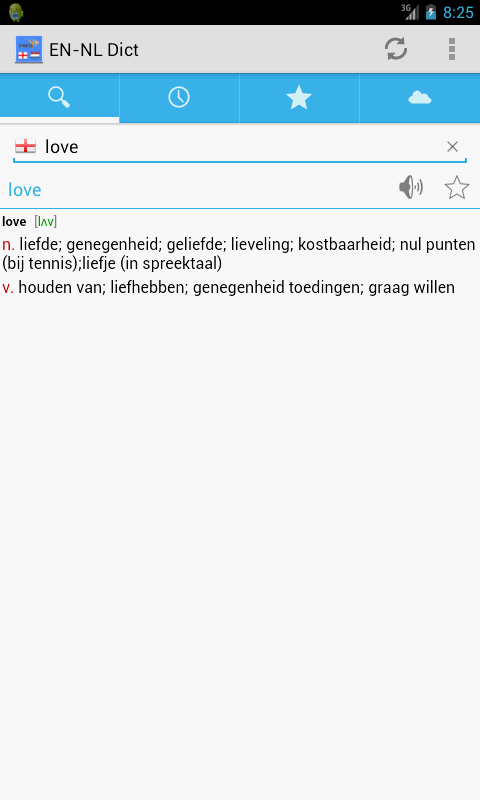 3G 8:25
EN-NL Dict
love
love
love [lʌv]
n. liefde; genegenheid; geliefde; lieveling; kostbaarheid; nul punten
(bij tennis);liefje (in spreektaal)
v. houden van; liefhebben; genegenheid toedingen; graag willen